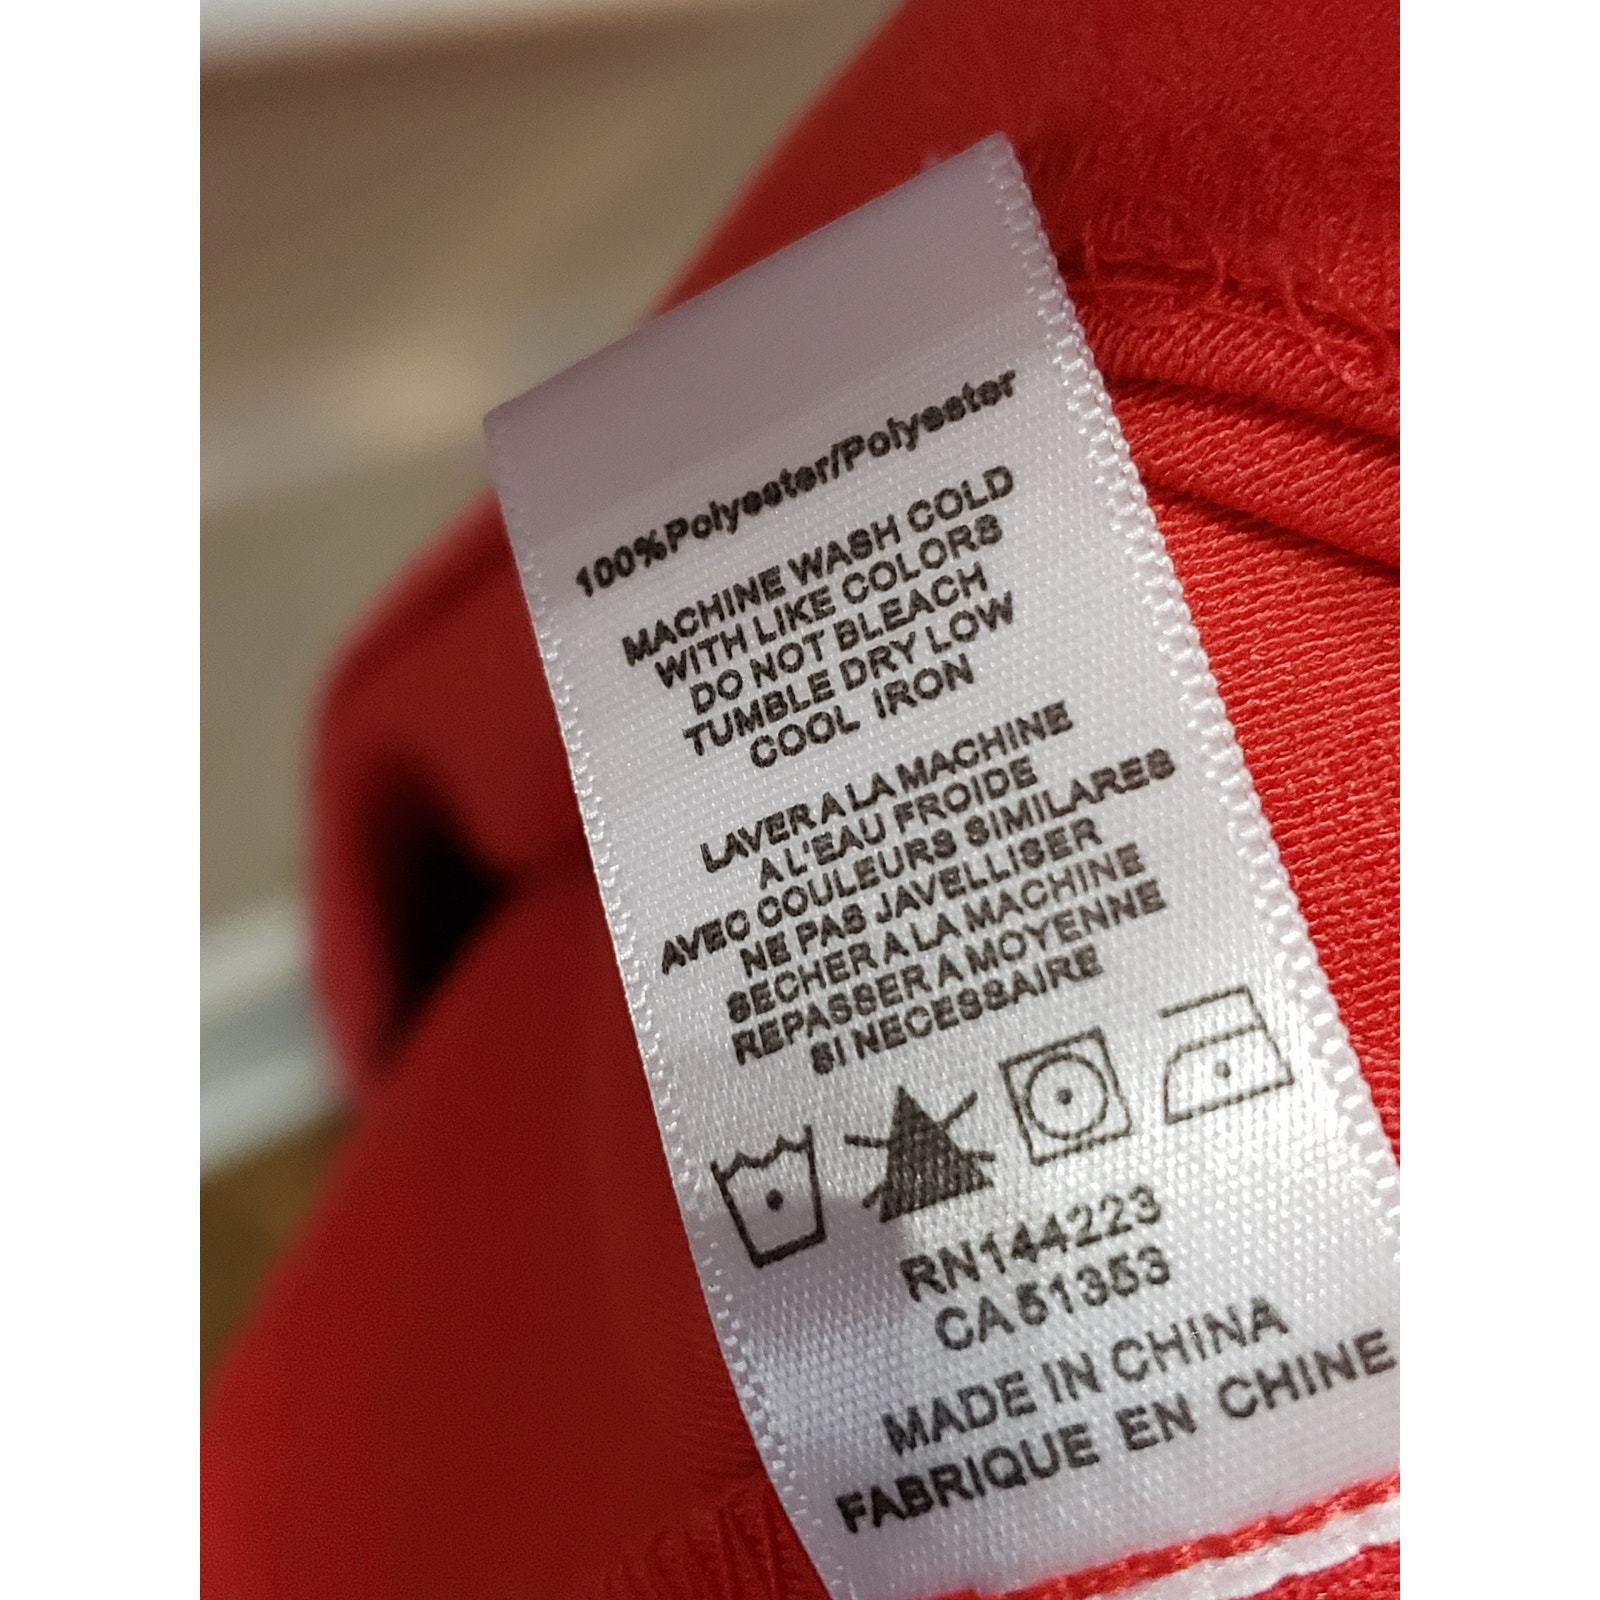 100%Polyester/Polyester
MACHINE WASH COLD
WITH LIKE COLORS
DO NOT BLEACH
TUMBLE DRY LOW
COOL IRON
LAVER A LA MACHINE
A L'EAU FROIDE
AVEC COULEURS SIMILARES
NE PAS JAVELLISER
SECHER A LA MACHINE
REPASSER A MOYENNE
SI NECESSAIRE
RN144223
CA51353
MADE IN CHINA
FABRIQUE EN CHINE